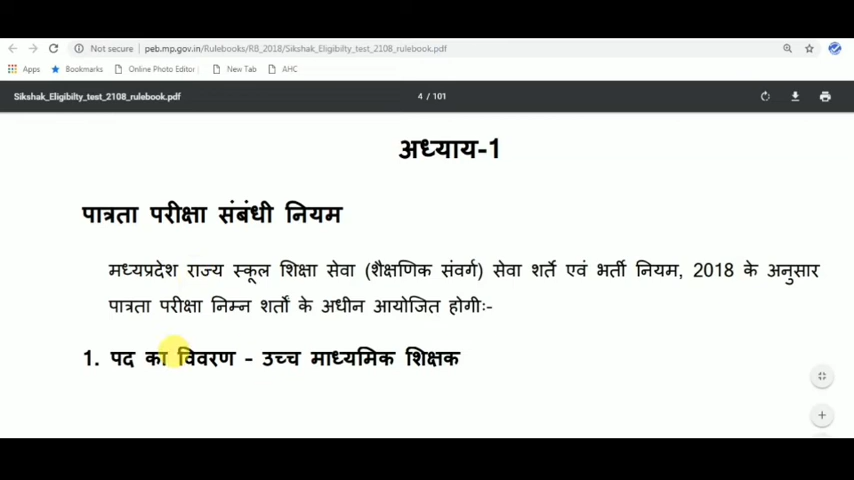 Not secure | peb.mp.gov.in/Rulebooks/RB_2018/Sikshak_Eligibilty_test_2108_rulebook.pdf
Apps Bookmarks Online Photo Editor New Tab AHC
Sikshak_Eligibilty_test_2108_rulebook.pdf 4 / 101
अध्याय-1
पात्रता परीक्षा संबंधी नियम
मध्यप्रदेश राज्य स्कूल शिक्षा सेवा (शैक्षणिक संवर्ग) सेवा शर्ते एवं भर्ती नियम, 2018 के अनुसार
पात्रता परीक्षा निम्न शर्तों के अधीन आयोजित होगीः-
1. पद का विवरण - उच्च माध्यमिक शिक्षक